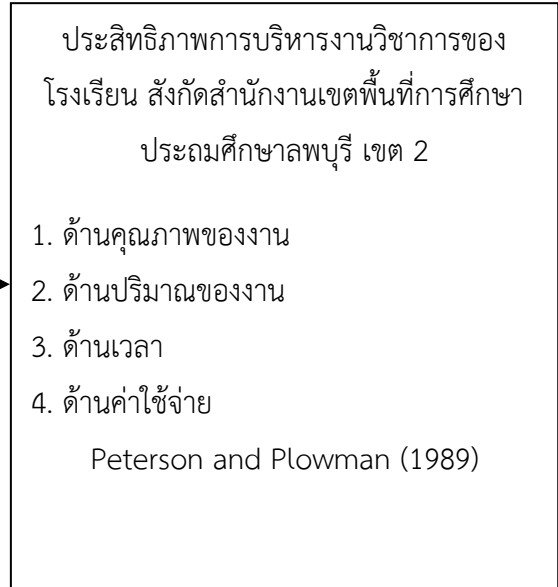 ประสิทธิภาพการบริหารงานวิชาการของ
โรงเรียน สังกัดสำนักงานเขตพื้นที่การศึกษา
ประถมศึกษาลพบุรี เขต 2
1. ด้านคุณภาพของงาน
2. ด้านปริมาณของงาน
3. ด้านเวลา
4. ด้านค่าใช้จ่าย
Peterson and Plowman (1989)